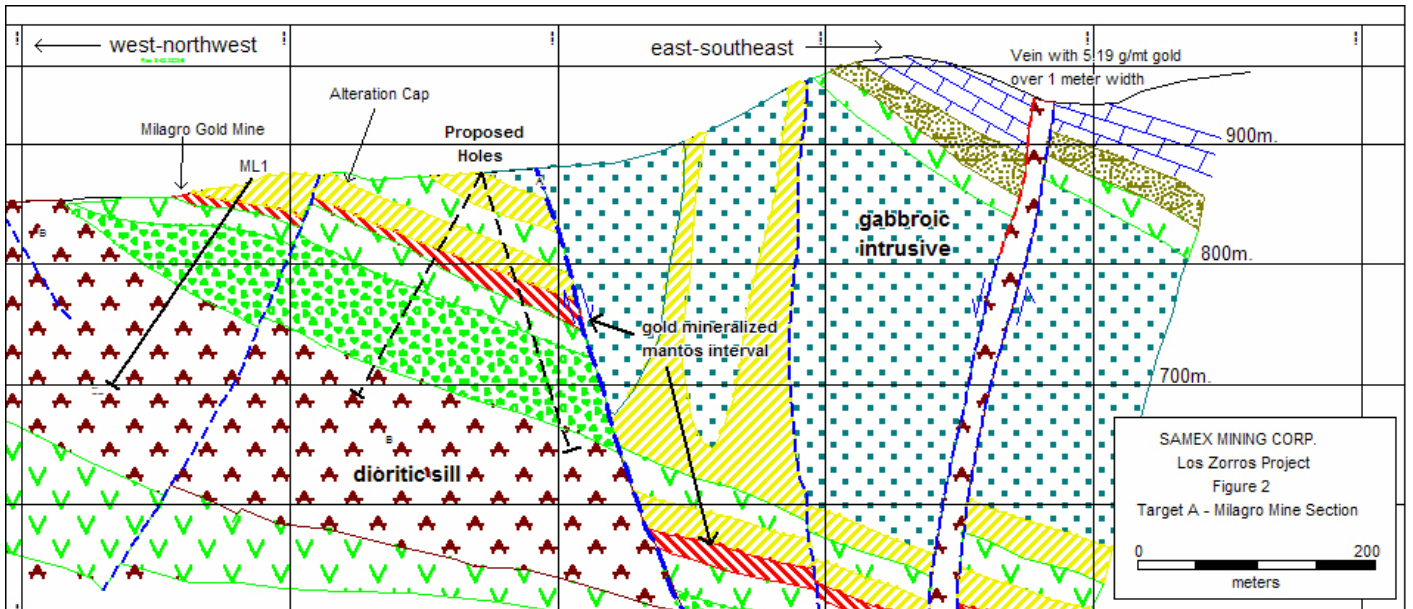 west-northwest
east-southeast
Vein with 5.19 g/mt gold
over 1 meter width
Alteration Cap
Milagro Gold Mine
Proposed
Holes
ML1
900m.
gabbroic
intrusive
B
800m.
gold mineralized
mantos interval
700m.
B
dioritic sill
SAMEX MINING CORP.
Los Zorros Project
Figure 2
Target A - Milagro Mine Section
0 200
meters